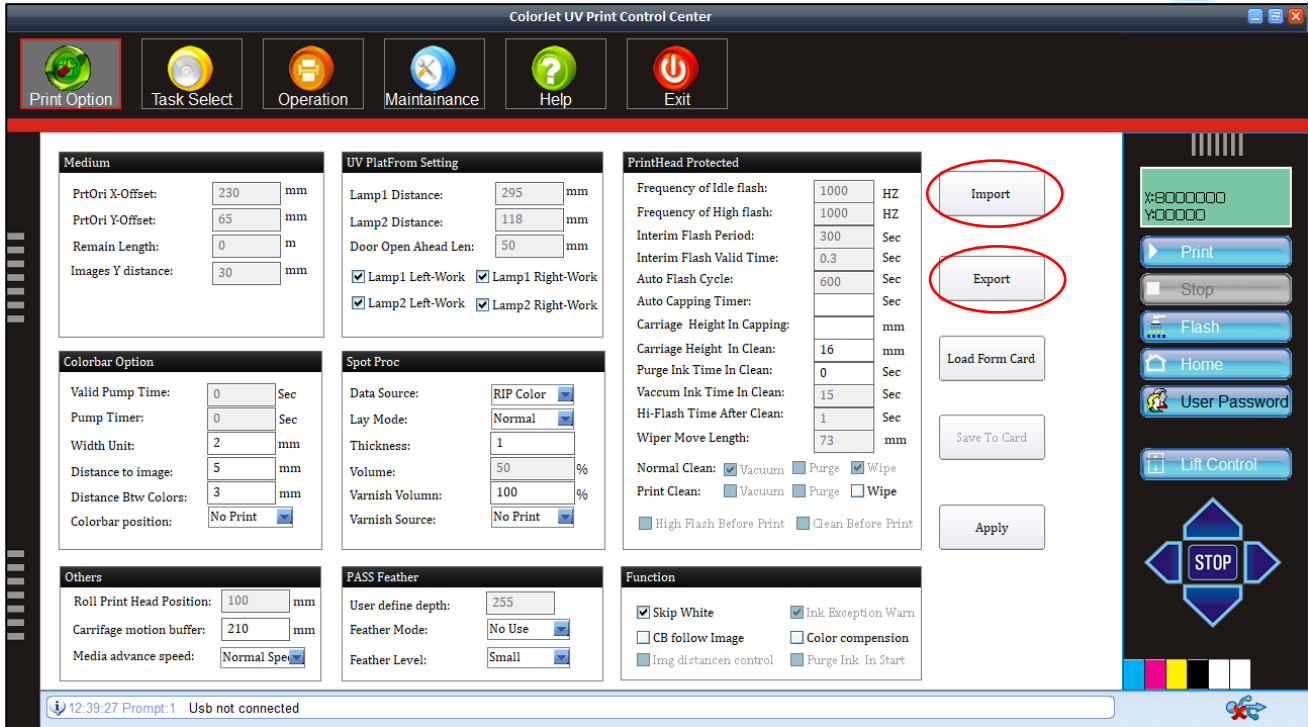 ColorJet UV Print Control Center
Print Option
Task Select
Operation
Maintainance
Help
Exit
Medium
PrtOri X-Offset: 230 mm
PrtOri Y-Offset: 65 mm
Remain Length: 0 m
Images Y distance: 30 mm
UV PlatFrom Setting
Lamp1 Distance: 295 mm
Lamp2 Distance: 118 mm
Door Open Ahead Len: 50 mm
Lamp1 Left-Work Lamp1 Right-Work
Lamp2 Left-Work Lamp2 Right-Work
PrintHead Protected
Frequency of Idle flash: 1000 HZ
Frequency of High flash: 1000 HZ
Interim Flash Period: 300 Sec
Interim Flash Valid Time: 0.3 Sec
Auto Flash Cycle: 600 Sec
Auto Capping Timer: Sec
Carriage Height In Capping: mm
Carriage Height In Clean: 16 mm
Purge Ink Time In Clean: 0 Sec
Vaccum Ink Time In Clean: 15 Sec
Hi-Flash Time After Clean: 1 Sec
Wiper Move Length: 73 mm
Normal Clean: Vacuum Purge Wipe
Print Clean: Vacuum Purge Wipe
High Flash Before Print Clean Before Print
Colorbar Option
Valid Pump Time: 0 Sec
Pump Timer: 0 Sec
Width Unit: 2 mm
Distance to image: 5 mm
Distance Btw Colors: 3 mm
Colorbar position: No Print
Spot Proc
Data Source: RIP Color
Lay Mode: Normal
Thickness: 1
Volume: 50 %
Varnish Volumn: 100 %
Varnish Source: No Print
Others
Roll Print Head Position: 100 mm
Carrifage motion buffer: 210 mm
Media advance speed: Normal Spe
PASS Feather
User define depth: 255
Feather Mode: No Use
Feather Level: Small
Function
Skip White Ink Exception Warn
CB follow Image Color compension
Img distancen control Purge Ink In Start
Import
Export
Load Form Card
Save To Card
Apply
X:8000000
Y:00000
Print
Stop
Flash
Home
User Password
Lift Control
STOP
12:39:27 Prompt:1 Usb not connected